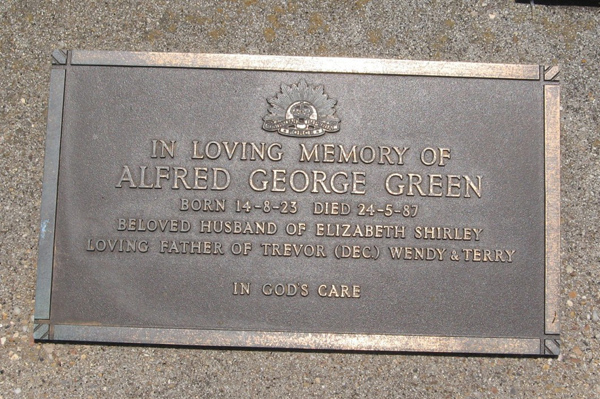 IN LOVING MEMORY OF
ALFRED GEORGE GREEN
BORN 14-8-23 DIED 24-5-87
BELOVED HUSBAND OF ELIZABETH SHIRLEY
LOVING FATHER OF TREVOR (DEC.) WENDY & TERRY
IN GOD'S CARE